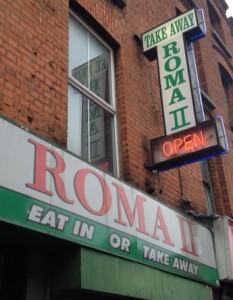 TAKE AWAY
ROMA II
OPEN
ROMA II
EAT IN OR TAKE AWAY